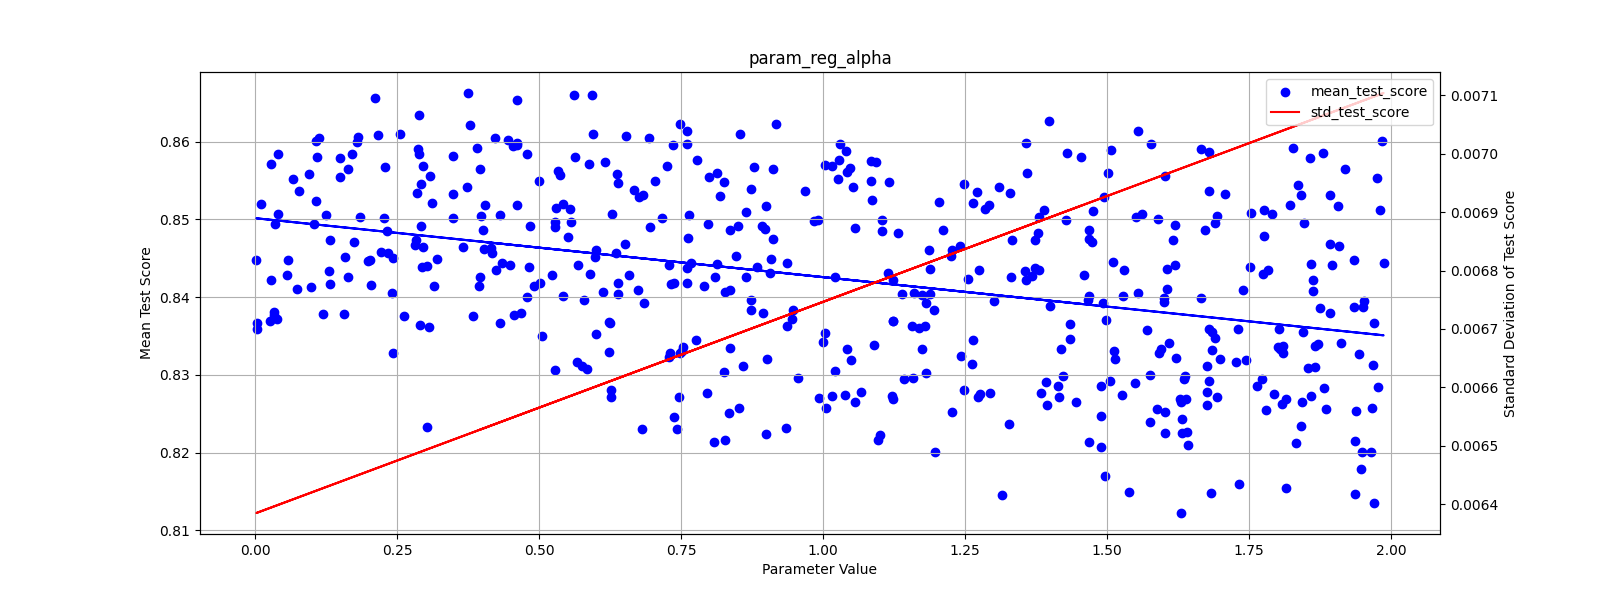 param_reg_alpha
mean_test_score
std_test_score
Mean Test Score
0.86
0.85
0.84
0.83
0.82
0.81
0.0071
0.0070
0.0069
0.0068
0.0067
0.0066
0.0065
0.0064
Standard Deviation of Test Score
0.00 0.25 0.50 0.75 1.00 1.25 1.50 1.75 2.00
Parameter Value